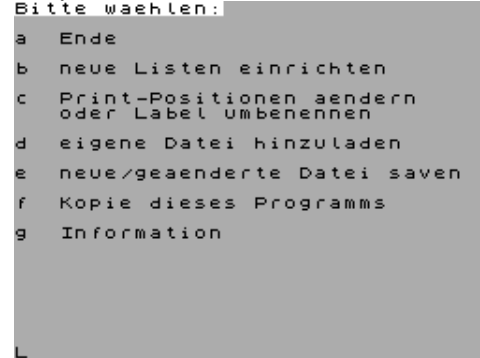 Bitte waehlen:
a Ende
b neue Listen einrichten
c Print-Positionen aendern
oder Label umbenennen
d eigene Datei hinzuladen
e neue/geaenderte Datei saven
f Kopie dieses Programms
g Information
L